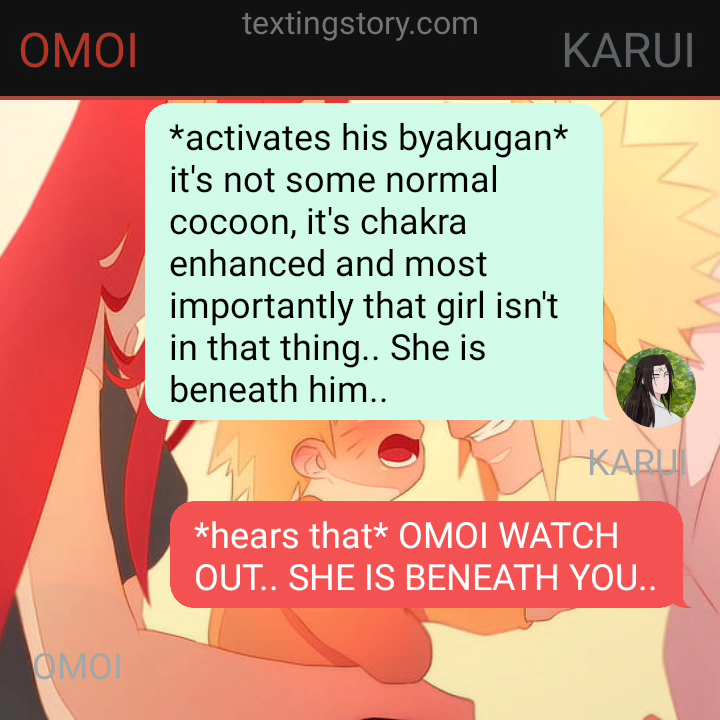 textingstory.com
OMOI
KARUI
*activates his byakugan*
it's not some normal
cocoon, it's chakra
enhanced and most
importantly that girl isn't
in that thing.. She is
beneath him..
KARUI
*hears that* OMOI WATCH
OUT.. SHE IS BENEATH YOU..
OMOI